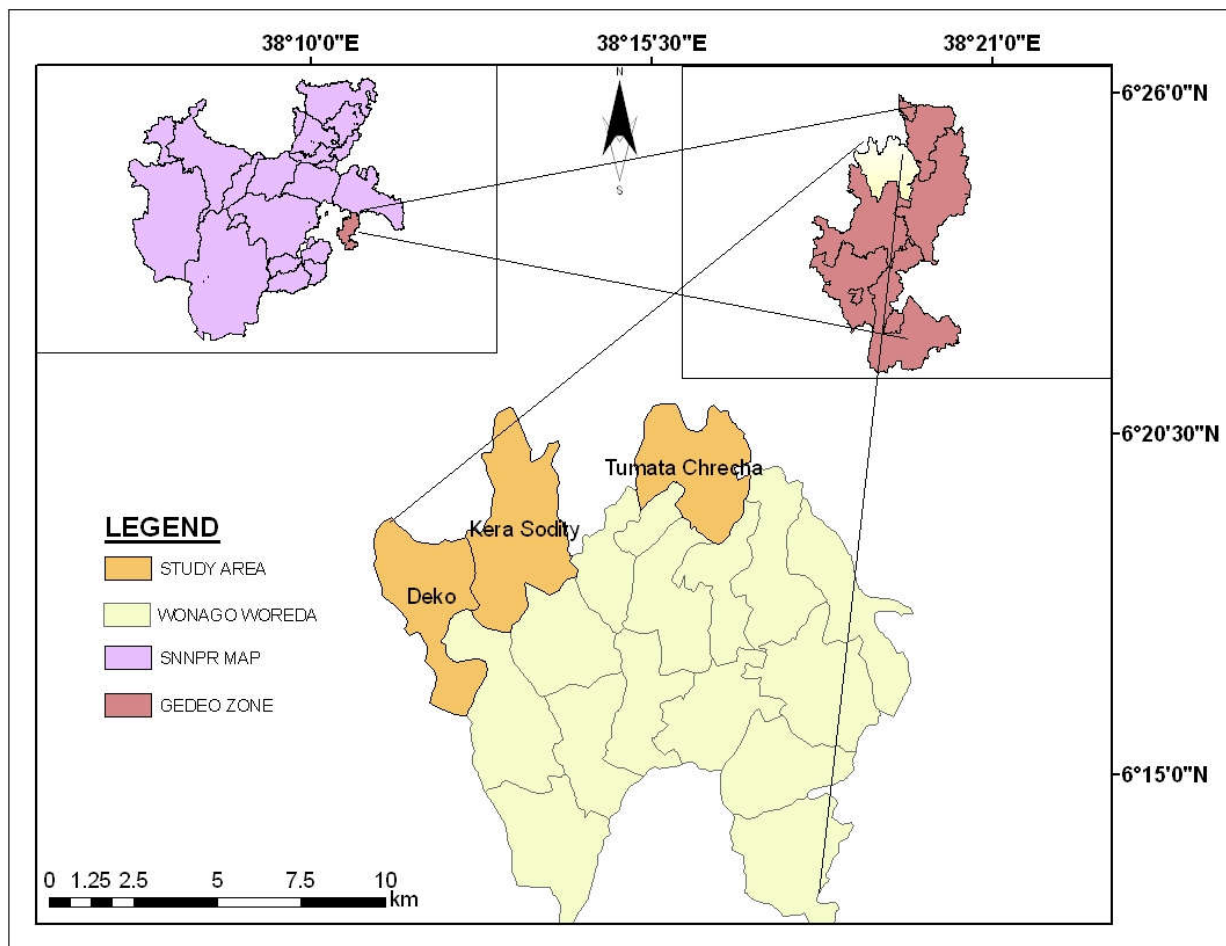 38°10'0"E 38°15'30"E 38°21'0"E
N
S
6°26'0"N
6°20'30"N
6°15'0"N
Tumata Chrecha
Kera Sodity
Deko
LEGEND
STUDY AREA
WONAGO WOREDA
SNNPR MAP
GEDEO ZONE
0 1.25 2.5 5 7.5 10
km